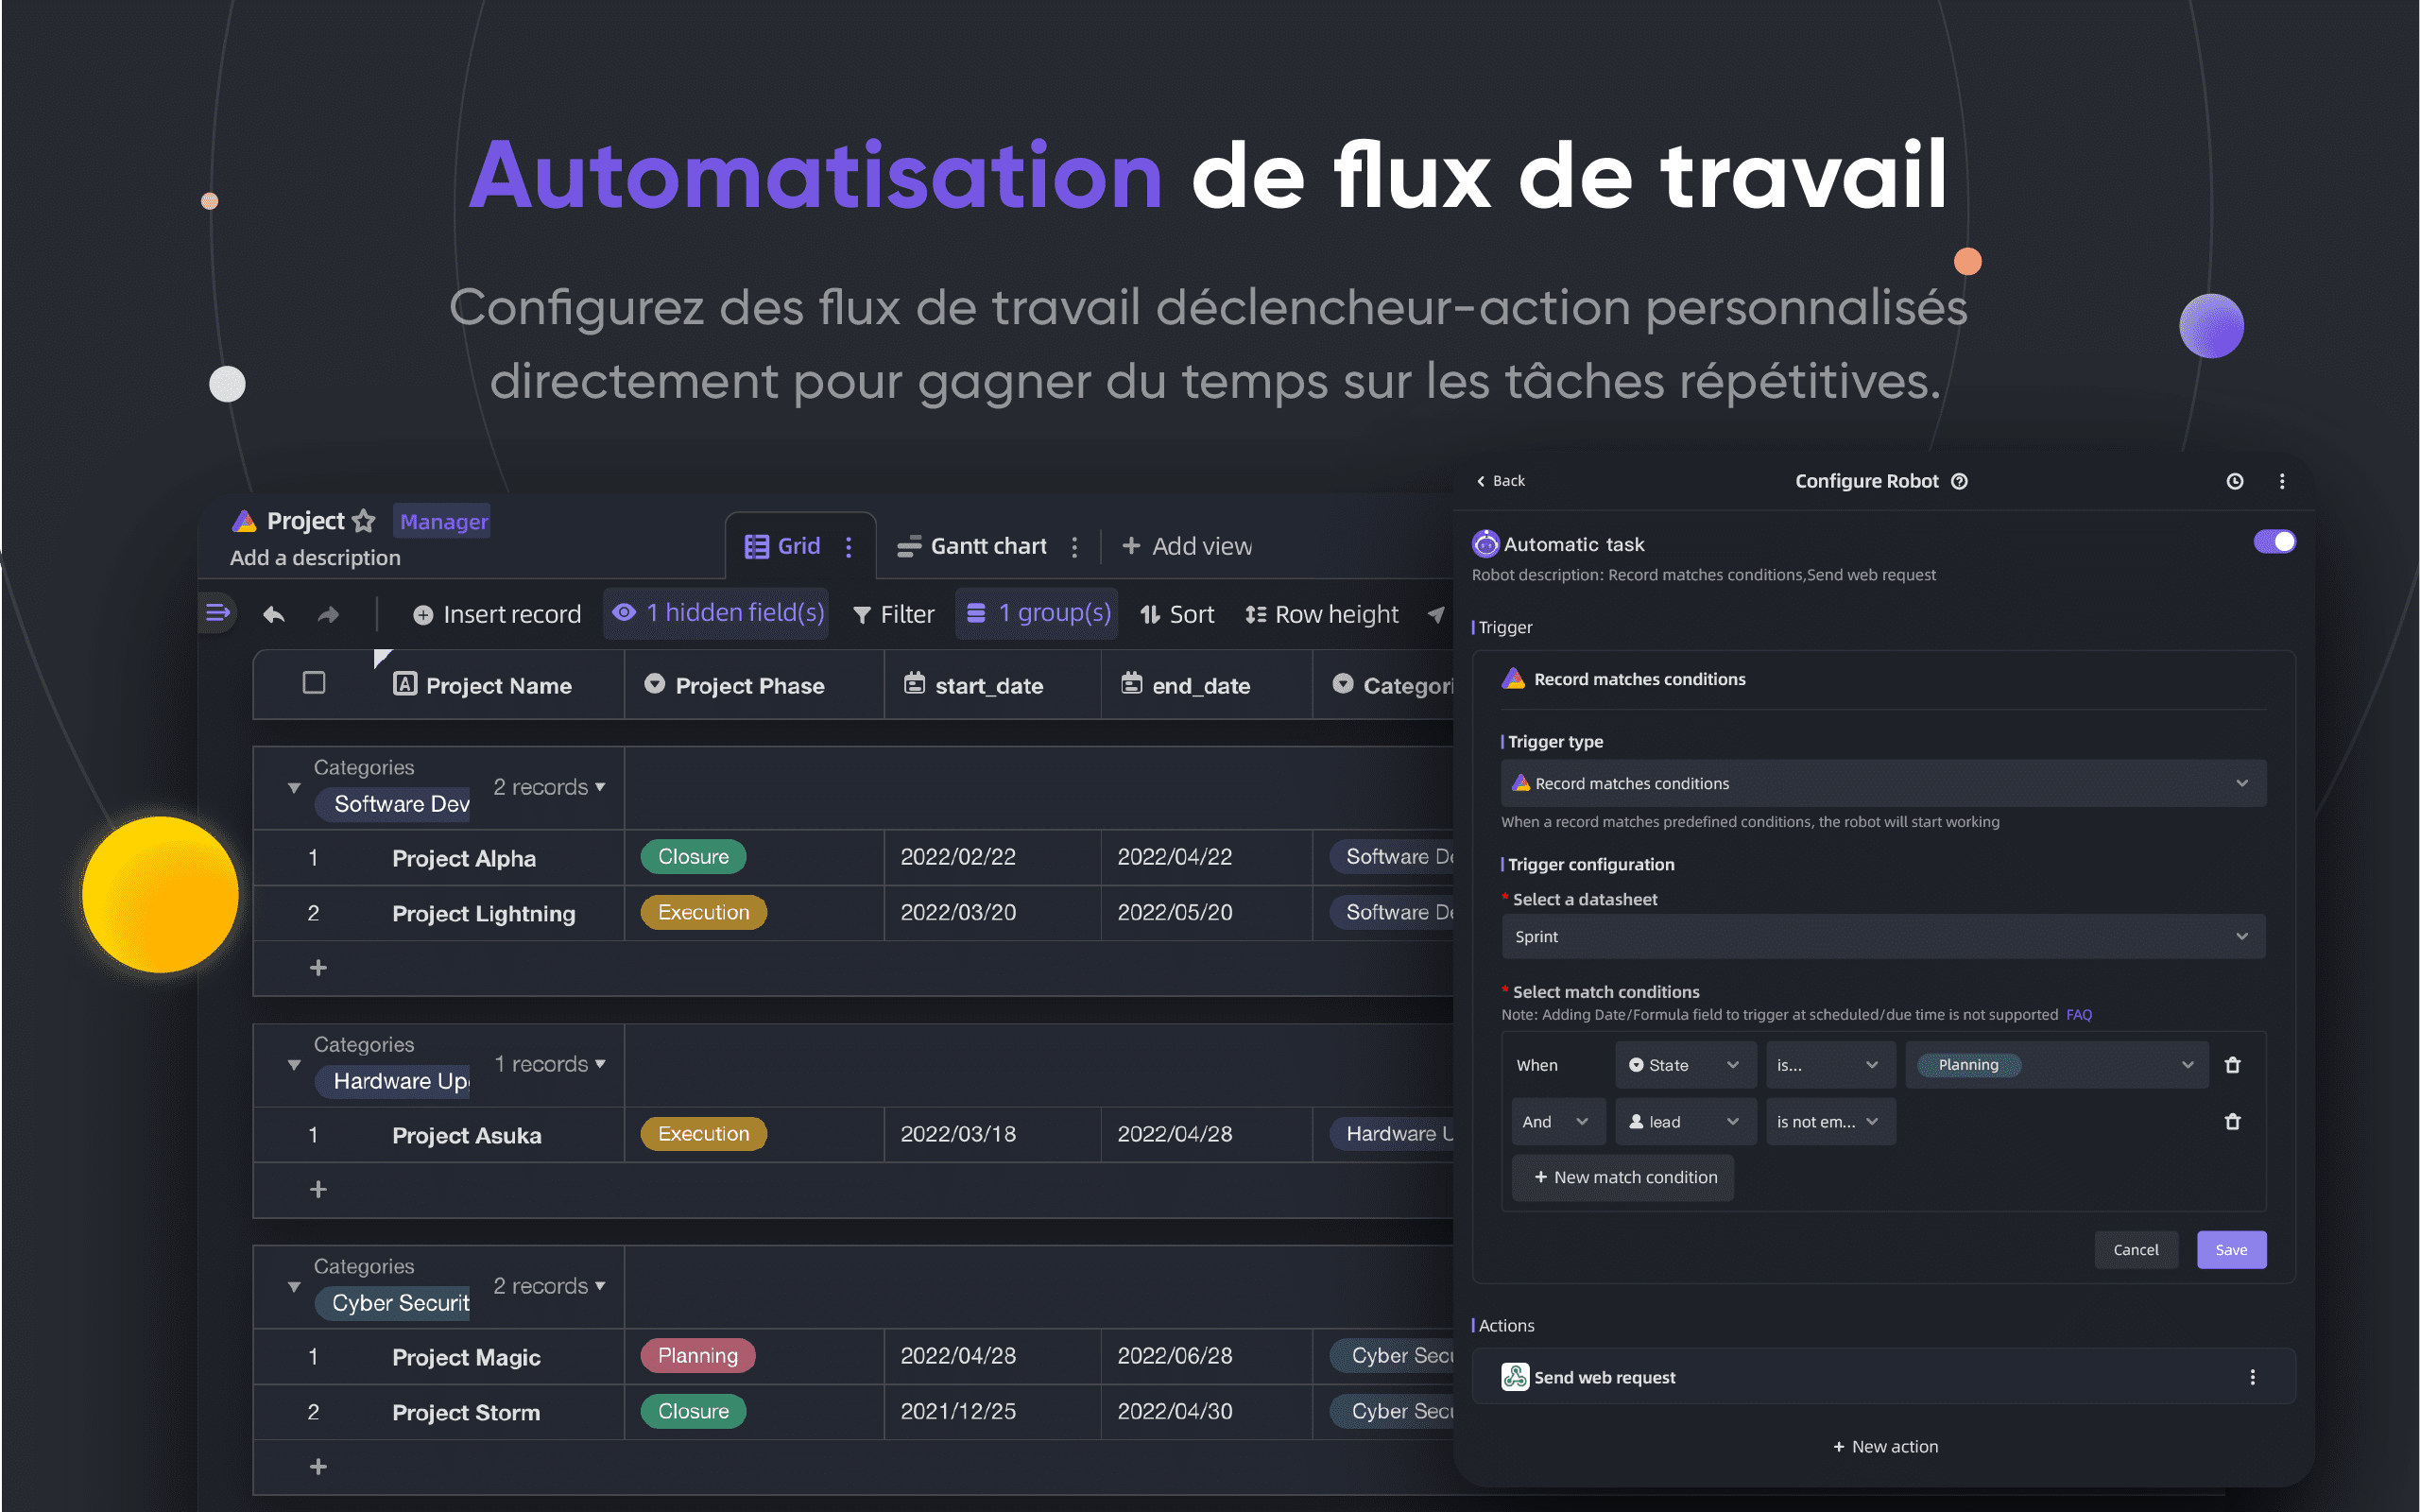 Automatisation de flux de travail
Configurez des flux de travail déclencheur-action personnalisés
directement pour gagner du temps sur les tâches répétitives.
Project Manager
Add a description
Grid Gantt chart + Add view
Insert record 1 hidden field(s) Filter 1 group(s) Sort Row height
Project Name Project Phase start_date end_date Categori
Categories
Software Dev 2 records
1 Project Alpha Closure 2022/02/22 2022/04/22 Software De
2 Project Lightning Execution 2022/03/20 2022/05/20 Software De
+
Categories
Hardware Up 1 records
1 Project Asuka Execution 2022/03/18 2022/04/28 Hardware U
+
Categories
Cyber Securit 2 records
1 Project Magic Planning 2022/04/28 2022/06/28 Cyber Secu
2 Project Storm Closure 2021/12/25 2022/04/30 Cyber Secu
+
Back Configure Robot
Automatic task
Robot description: Record matches conditions,Send web request
Trigger
Record matches conditions
Trigger type
Record matches conditions
When a record matches predefined conditions, the robot will start working
Trigger configuration
* Select a datasheet
Sprint
* Select match conditions
Note: Adding Date/Formula field to trigger at scheduled/due time is not supported FAQ
When State is... Planning
And lead is not em...
+ New match condition
Cancel Save
Actions
Send web request
+ New action